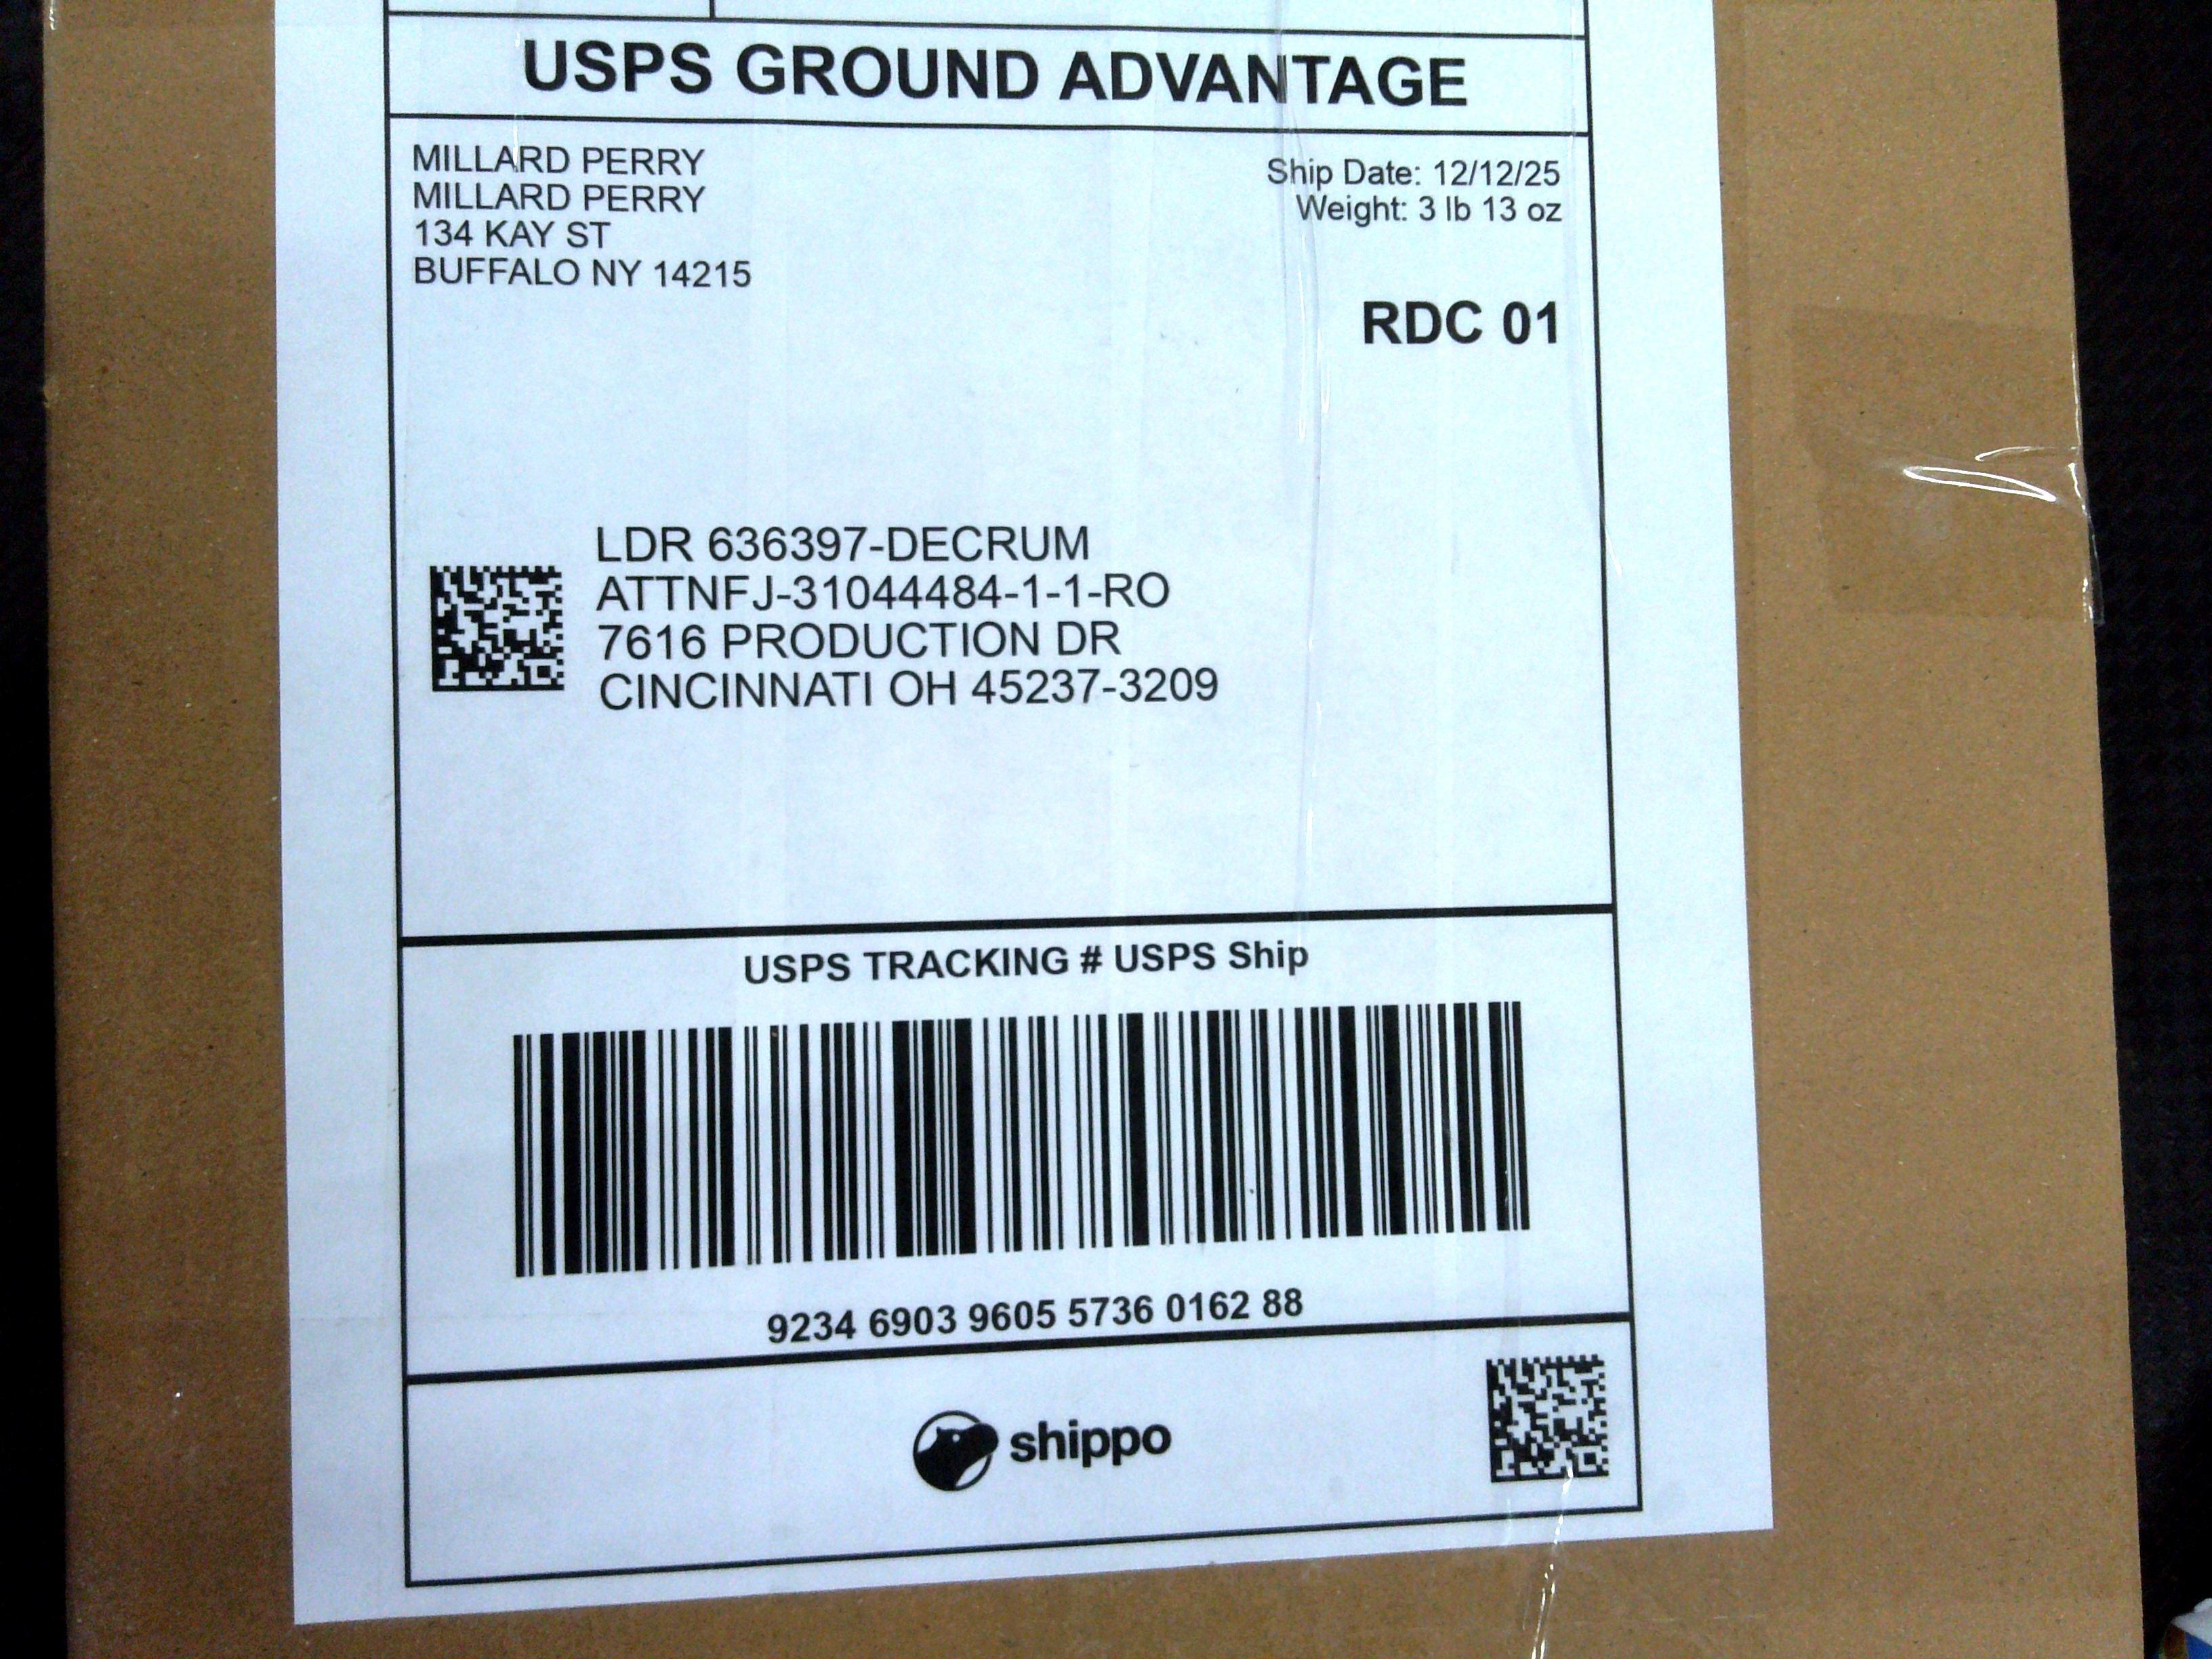 USPS GROUND ADVANTAGE
MILLARD PERRY
MILLARD PERRY
134 KAY ST
BUFFALO NY 14215
Ship Date: 12/12/25
Weight: 3 lb 13 oz
RDC 01
LDR 636397-DECRUM
ATTNFJ-31044484-1-1-RO
7616 PRODUCTION DR
CINCINNATI OH 45237-3209
USPS TRACKING # USPS Ship
9234 6903 9605 5736 0162 88
shippo